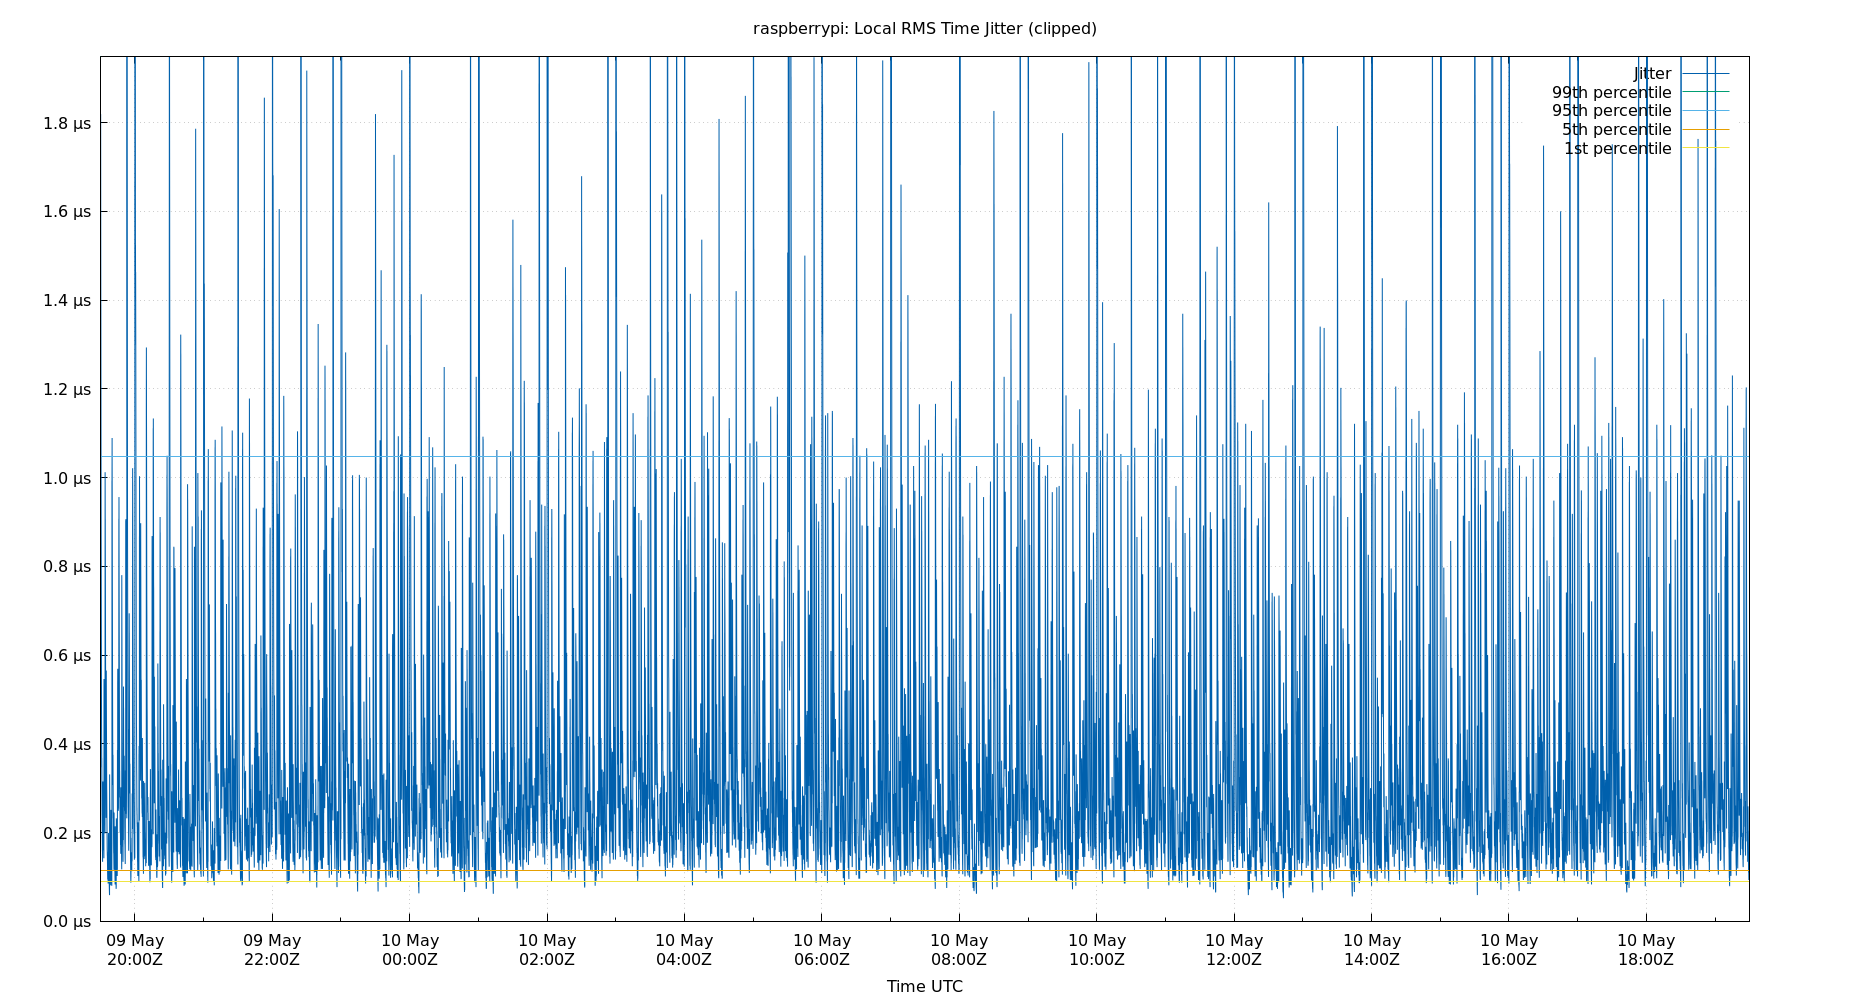 raspberrypi: Local RMS Time Jitter (clipped)
Jitter
99th percentile
95th percentile
5th percentile
1st percentile
1.8 µs
1.6 µs
1.4 µs
1.2 µs
1.0 µs
0.8 µs
0.6 µs
0.4 µs
0.2 µs
0.0 µs
09 May 09 May 10 May 10 May 10 May 10 May 10 May 10 May 10 May 10 May 10 May 10 May
20:00Z 22:00Z 00:00Z 02:00Z 04:00Z 06:00Z 08:00Z 10:00Z 12:00Z 14:00Z 16:00Z 18:00Z
Time UTC